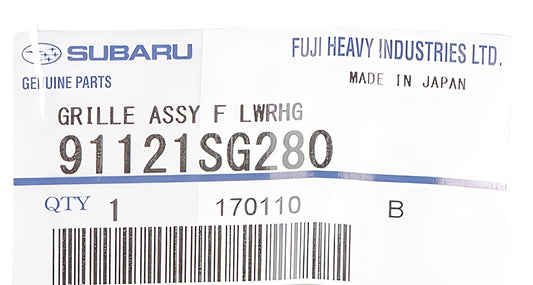 SUBARU FUJI HEAVY INDUSTRIES LTD.
GENUINE PARTS MADE IN JAPAN
GRILLE ASSY F LWRHG
91121SG280
QTY 1 170110 B